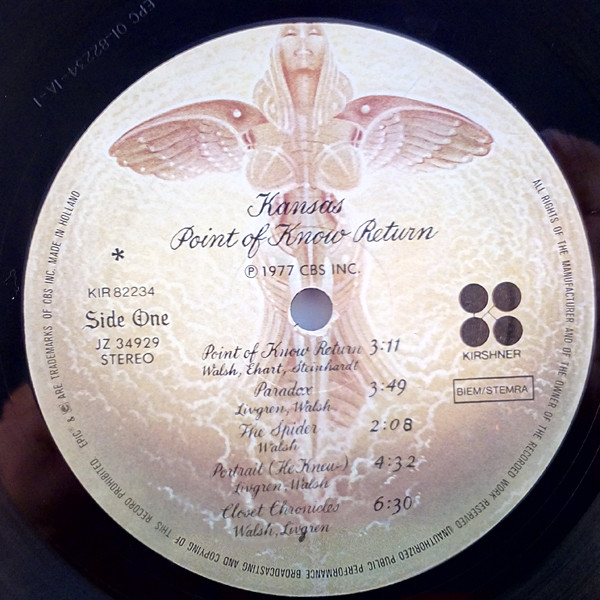 EPC 01-82234-1A-1
Kansas
Point of Know Return
℗ 1977 CBS INC.
*
KIR 82234
Side One
JZ 34929
STEREO
KIRSHNER
BIEM/STEMRA
Point of Know Return 3:11
Walsh, Ehart, Steinhardt
Paradox 3:49
Livgren, Walsh
The Spider 2:08
Walsh
Portrait (He Knew) 4:32
Livgren, Walsh
Closet Chronicles 6:30
Walsh, Livgren
ALL RIGHTS OF THE MANUFACTURER AND OF THE OWNER OF THE RECORDED WORK RESERVED UNAUTHORIZED PUBLIC PERFORMANCE BROADCASTING AND COPYING OF THIS RECORD PROHIBITED. EPIC & ARE TRADEMARKS OF CBS INC. MADE IN HOLLAND